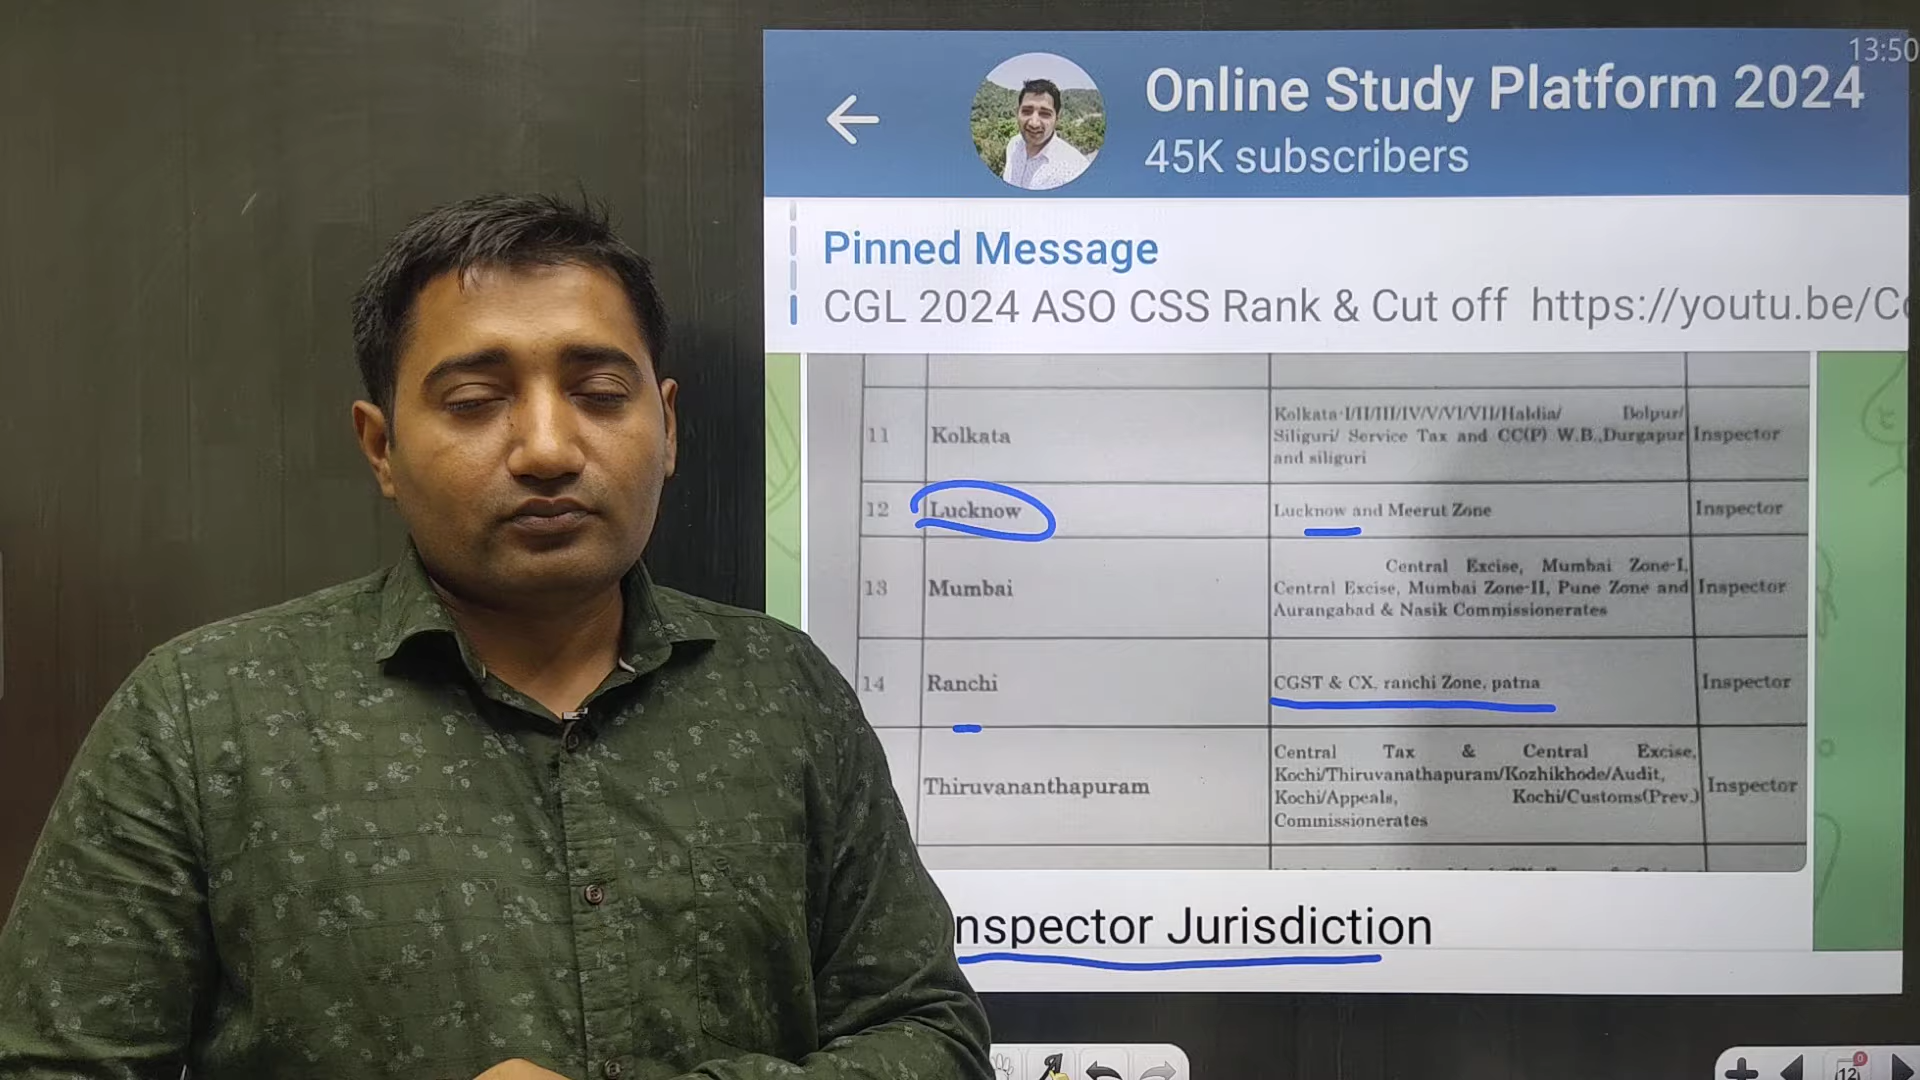 13:50
Online Study Platform 2024
45K subscribers
Pinned Message
CGL 2024 ASO CSS Rank & Cut off https://youtu.be/C
11
Kolkata
Kolkata-I/II/III/IV/V/VI/VII/Haldia/ Bolpur/
Siliguri/ Service Tax and CC(P) W.B.,Durgapur
and siliguri
Inspector
12
Lucknow
Lucknow and Meerut Zone
Inspector
13
Mumbai
Central Excise, Mumbai Zone-I,
Central Excise, Mumbai Zone-II, Pune Zone and
Aurangabad & Nasik Commissionerates
Inspector
14
Ranchi
CGST & CX, ranchi Zone, patna
Inspector
Thiruvananthapuram
Central Tax & Central Excise,
Kochi/Thiruvanathapuram/Kozhikhode/Audit,
Kochi/Appeals, Kochi/Customs(Prev.)
Commissionerates
Inspector
nspector Jurisdiction
12